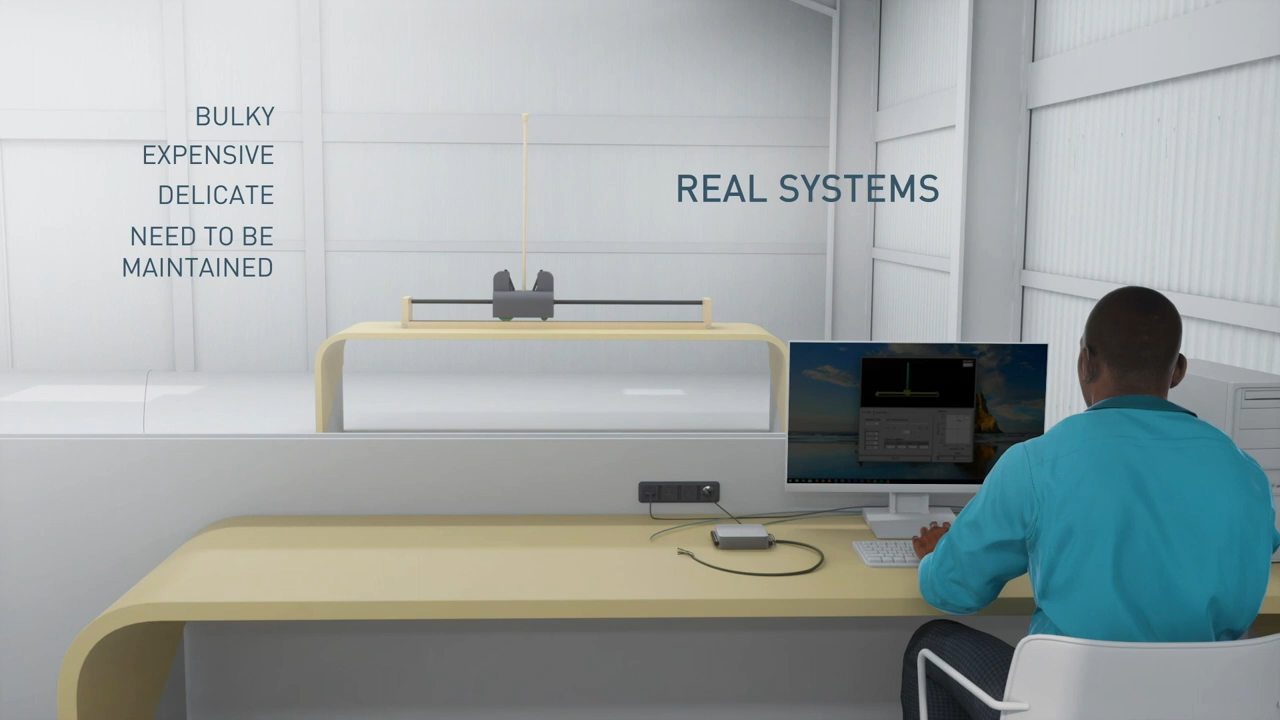 BULKY
EXPENSIVE
DELICATE
NEED TO BE
MAINTAINED
REAL SYSTEMS